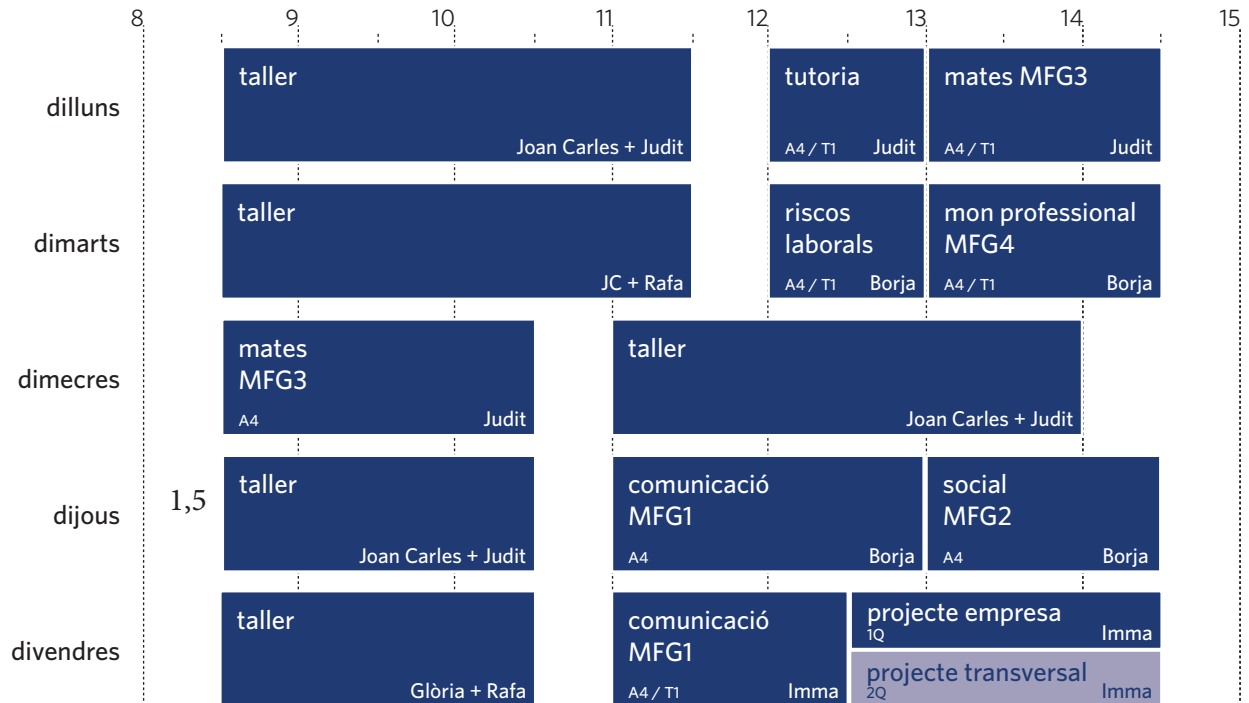 8 9 10 11 12 13 14 15
dilluns
taller
Joan Carles + Judit
tutoria
A4 / T1 Judit
mates MFG3
A4 / T1 Judit
dimarts
taller
JC + Rafa
riscos
laborals
A4 / T1 Borja
mon professional
MFG4
A4 / T1 Borja
dimecres
mates
MFG3
A4 Judit
taller
Joan Carles + Judit
dijous
1,5
taller
Joan Carles + Judit
comunicació
MFG1
A4 Borja
social
MFG2
A4 Borja
divendres
taller
Glòria + Rafa
comunicació
MFG1
A4 / T1 Imma
projecte empresa
1Q Imma
projecte transversal
2Q Imma